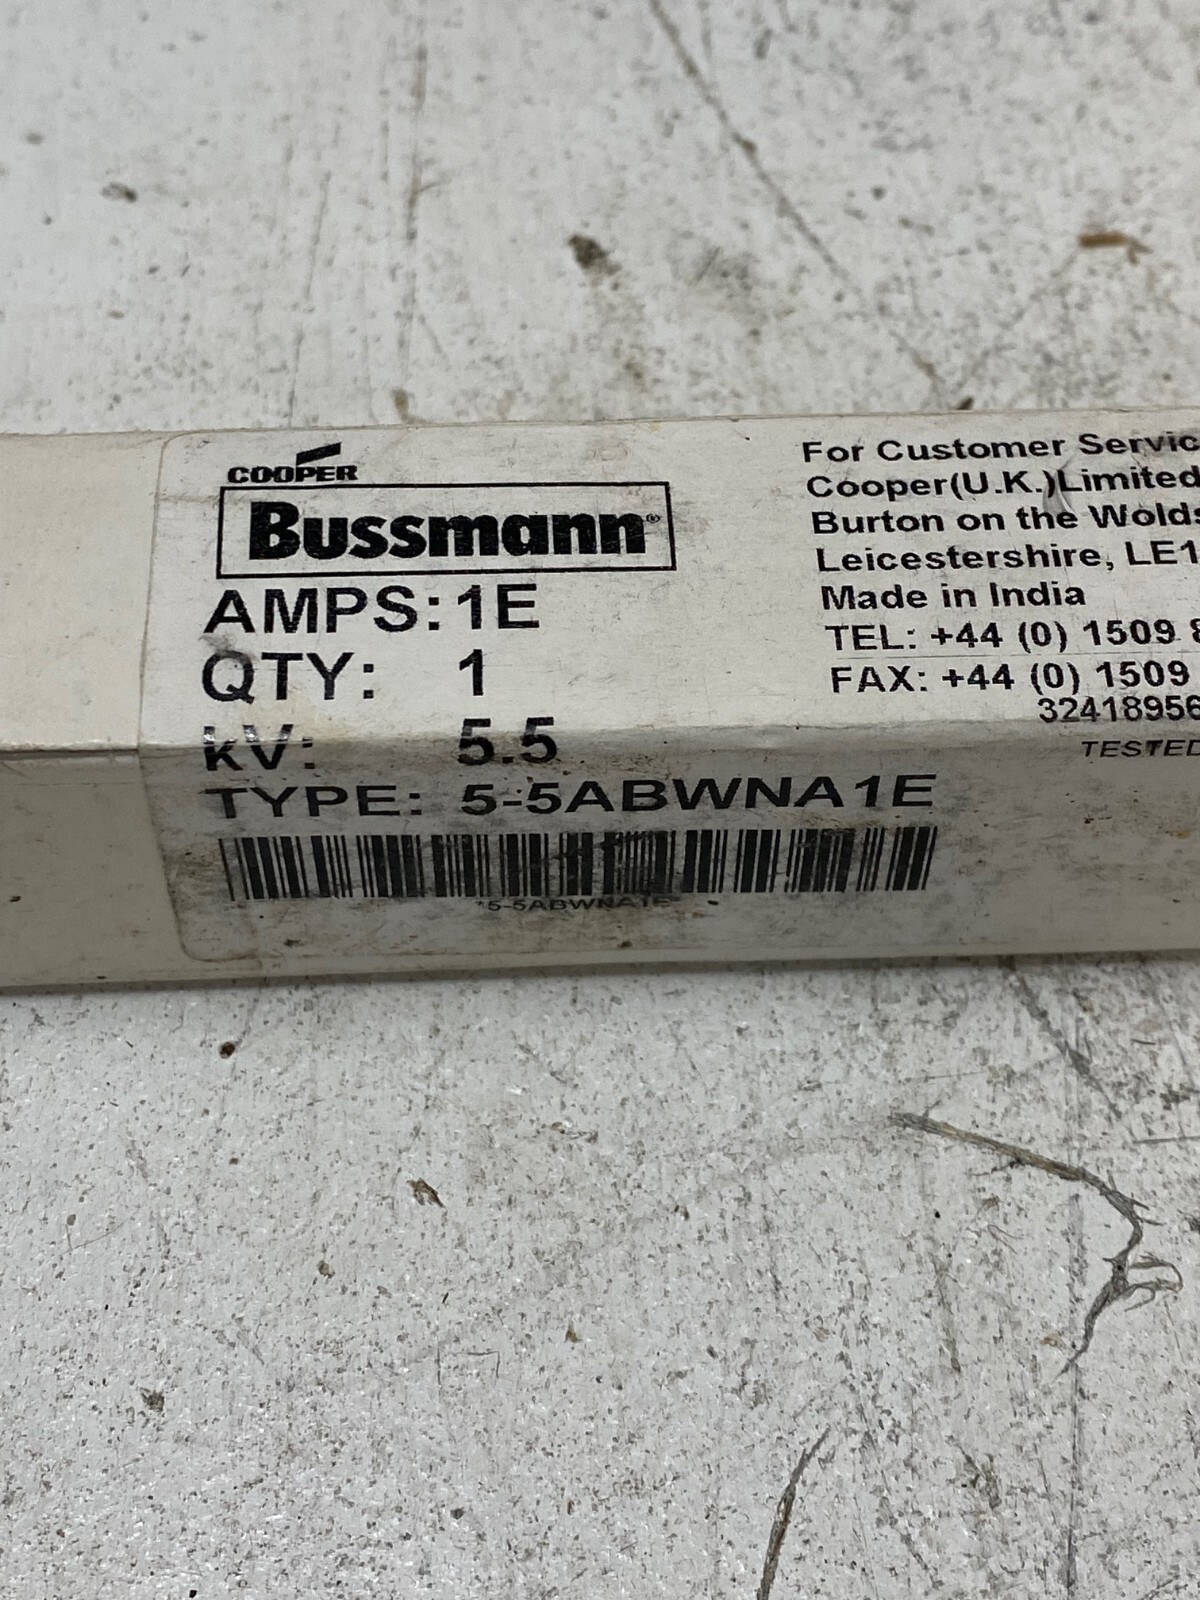 COOPER
Bussmann®
AMPS: 1E
QTY: 1
kV: 5.5
TYPE: 5-5ABWNA1E
*5-5ABWNA1E*
For Customer Servic
Cooper(U.K.)Limited
Burton on the Wolds
Leicestershire, LE1
Made in India
TEL: +44 (0) 1509 8
FAX: +44 (0) 1509
32418956
TESTED